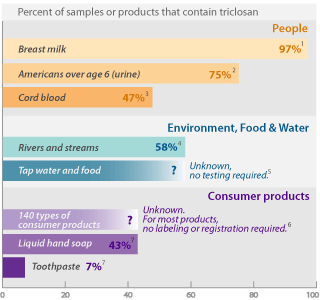 Percent of samples or products that contain triclosan
People
Breast milk 97%1
Americans over age 6 (urine) 75%2
Cord blood 47%3
Environment, Food & Water
Rivers and streams 58%4
Tap water and food ? Unknown,
no testing required.5
Consumer products
140 types of
consumer products ? Unknown.
For most products,
no labeling or registration required.6
Liquid hand soap 43%7
Toothpaste 7%7
0 20 40 60 80 100